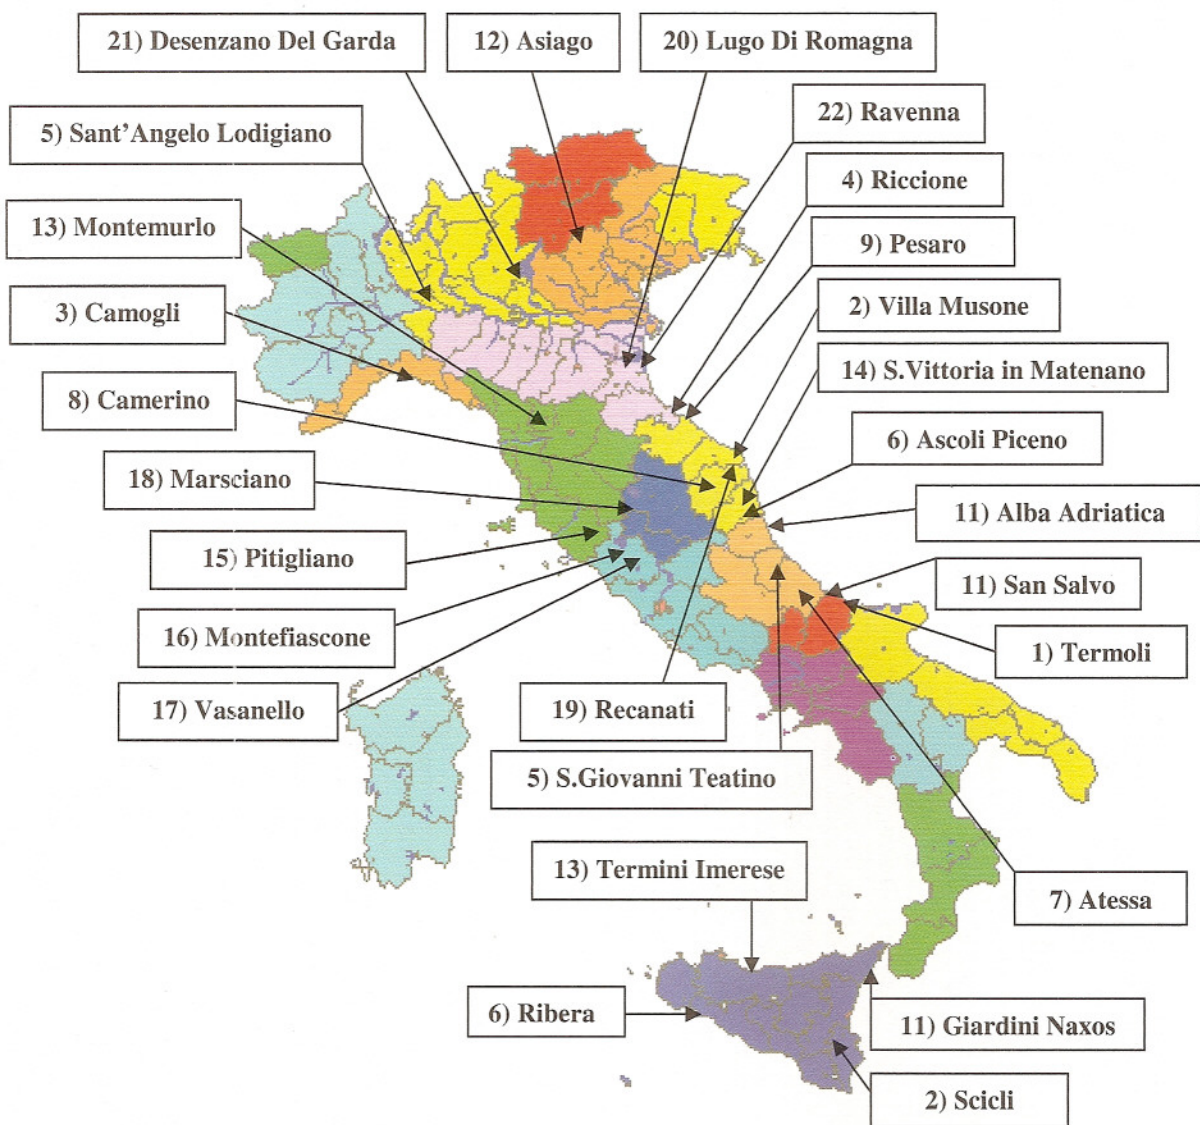 21) Desenzano Del Garda
12) Asiago
20) Lugo Di Romagna
22) Ravenna
5) Sant'Angelo Lodigiano
4) Riccione
13) Montemurlo
9) Pesaro
3) Camogli
2) Villa Musone
14) S.Vittoria in Matenano
8) Camerino
6) Ascoli Piceno
18) Marsciano
11) Alba Adriatica
15) Pitigliano
11) San Salvo
16) Montefiascone
1) Termoli
17) Vasanello
19) Recanati
5) S.Giovanni Teatino
13) Termini Imerese
7) Atessa
6) Ribera
11) Giardini Naxos
2) Scicli